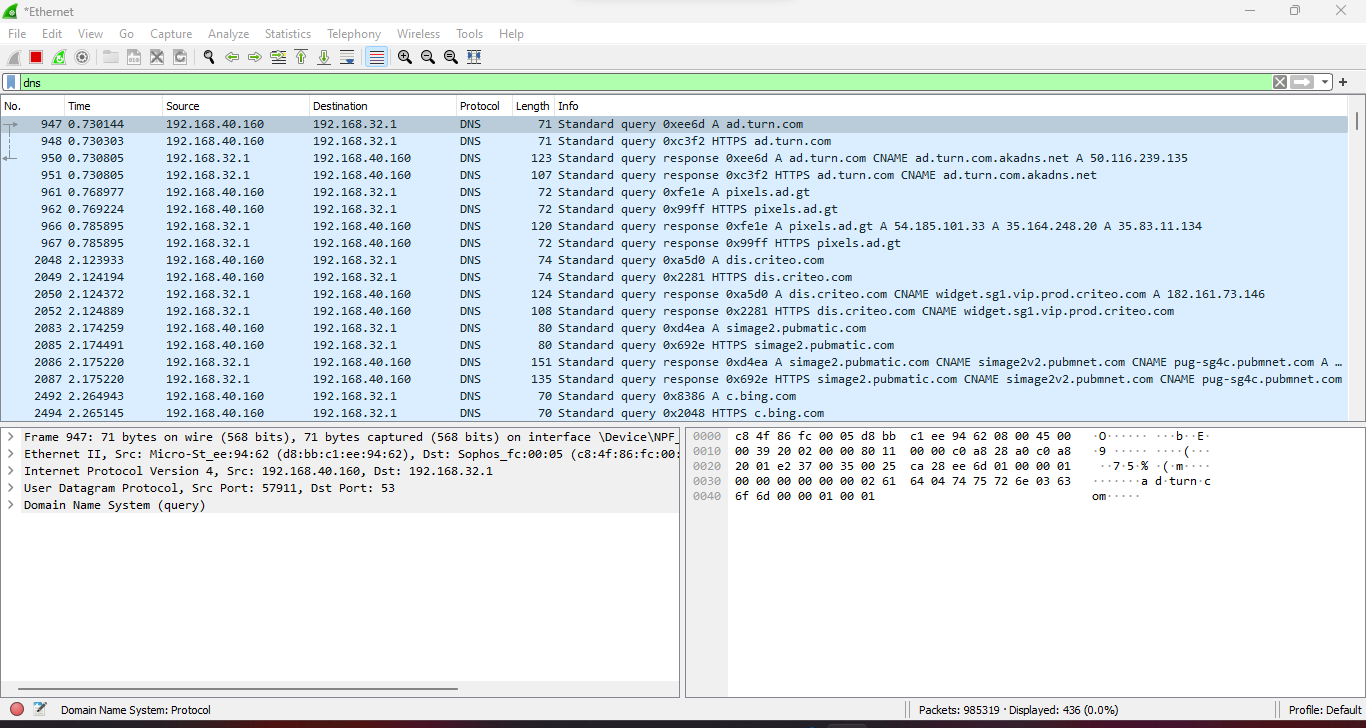 *Ethernet
File Edit View Go Capture Analyze Statistics Telephony Wireless Tools Help
dns
No. Time Source Destination Protocol Length Info
947 0.730144 192.168.40.160 192.168.32.1 DNS 71 Standard query 0xee6d A ad.turn.com
948 0.730303 192.168.40.160 192.168.32.1 DNS 71 Standard query 0xc3f2 HTTPS ad.turn.com
950 0.730805 192.168.32.1 192.168.40.160 DNS 123 Standard query response 0xee6d A ad.turn.com CNAME ad.turn.com.akadns.net A 50.116.239.135
951 0.730805 192.168.32.1 192.168.40.160 DNS 107 Standard query response 0xc3f2 HTTPS ad.turn.com CNAME ad.turn.com.akadns.net
961 0.768977 192.168.40.160 192.168.32.1 DNS 72 Standard query 0xfe1e A pixels.ad.gt
962 0.769224 192.168.40.160 192.168.32.1 DNS 72 Standard query 0x99ff HTTPS pixels.ad.gt
966 0.785895 192.168.32.1 192.168.40.160 DNS 120 Standard query response 0xfe1e A pixels.ad.gt A 54.185.101.33 A 35.164.248.20 A 35.83.11.134
967 0.785895 192.168.32.1 192.168.40.160 DNS 72 Standard query response 0x99ff HTTPS pixels.ad.gt
2048 2.123933 192.168.40.160 192.168.32.1 DNS 74 Standard query 0xa5d0 A dis.criteo.com
2049 2.124194 192.168.40.160 192.168.32.1 DNS 74 Standard query 0x2281 HTTPS dis.criteo.com
2050 2.124372 192.168.32.1 192.168.40.160 DNS 124 Standard query response 0xa5d0 A dis.criteo.com CNAME widget.sg1.vip.prod.criteo.com A 182.161.73.146
2052 2.124889 192.168.32.1 192.168.40.160 DNS 108 Standard query response 0x2281 HTTPS dis.criteo.com CNAME widget.sg1.vip.prod.criteo.com
2083 2.174259 192.168.40.160 192.168.32.1 DNS 80 Standard query 0xd4ea A simage2.pubmatic.com
2085 2.174491 192.168.40.160 192.168.32.1 DNS 80 Standard query 0x692e HTTPS simage2.pubmatic.com
2086 2.175220 192.168.32.1 192.168.40.160 DNS 151 Standard query response 0xd4ea A simage2.pubmatic.com CNAME simage2v2.pubmnet.com CNAME pug-sg4c.pubmnet.com A …
2087 2.175220 192.168.32.1 192.168.40.160 DNS 135 Standard query response 0x692e HTTPS simage2.pubmatic.com CNAME simage2v2.pubmnet.com CNAME pug-sg4c.pubmnet.com
2492 2.264943 192.168.40.160 192.168.32.1 DNS 70 Standard query 0x8386 A c.bing.com
2494 2.265145 192.168.40.160 192.168.32.1 DNS 70 Standard query 0x2048 HTTPS c.bing.com
Frame 947: 71 bytes on wire (568 bits), 71 bytes captured (568 bits) on interface \Device\NPF_
Ethernet II, Src: Micro-St_ee:94:62 (d8:bb:c1:ee:94:62), Dst: Sophos_fc:00:05 (c8:4f:86:fc:00:
Internet Protocol Version 4, Src: 192.168.40.160, Dst: 192.168.32.1
User Datagram Protocol, Src Port: 57911, Dst Port: 53
Domain Name System (query)
0000 c8 4f 86 fc 00 05 d8 bb c1 ee 94 62 08 00 45 00 ·O······ ···b··E·
0010 00 39 20 02 00 00 80 11 00 00 c0 a8 28 a0 c0 a8 ·9 ····· ····(···
0020 20 01 e2 37 00 35 00 25 ca 28 ee 6d 01 00 00 01 ··7·5·% ·(·m····
0030 00 00 00 00 00 00 02 61 64 04 74 75 72 6e 03 63 ·······a d·turn·c
0040 6f 6d 00 00 01 00 01 om·····
Domain Name System: Protocol
Packets: 985319 · Displayed: 436 (0.0%)
Profile: Default